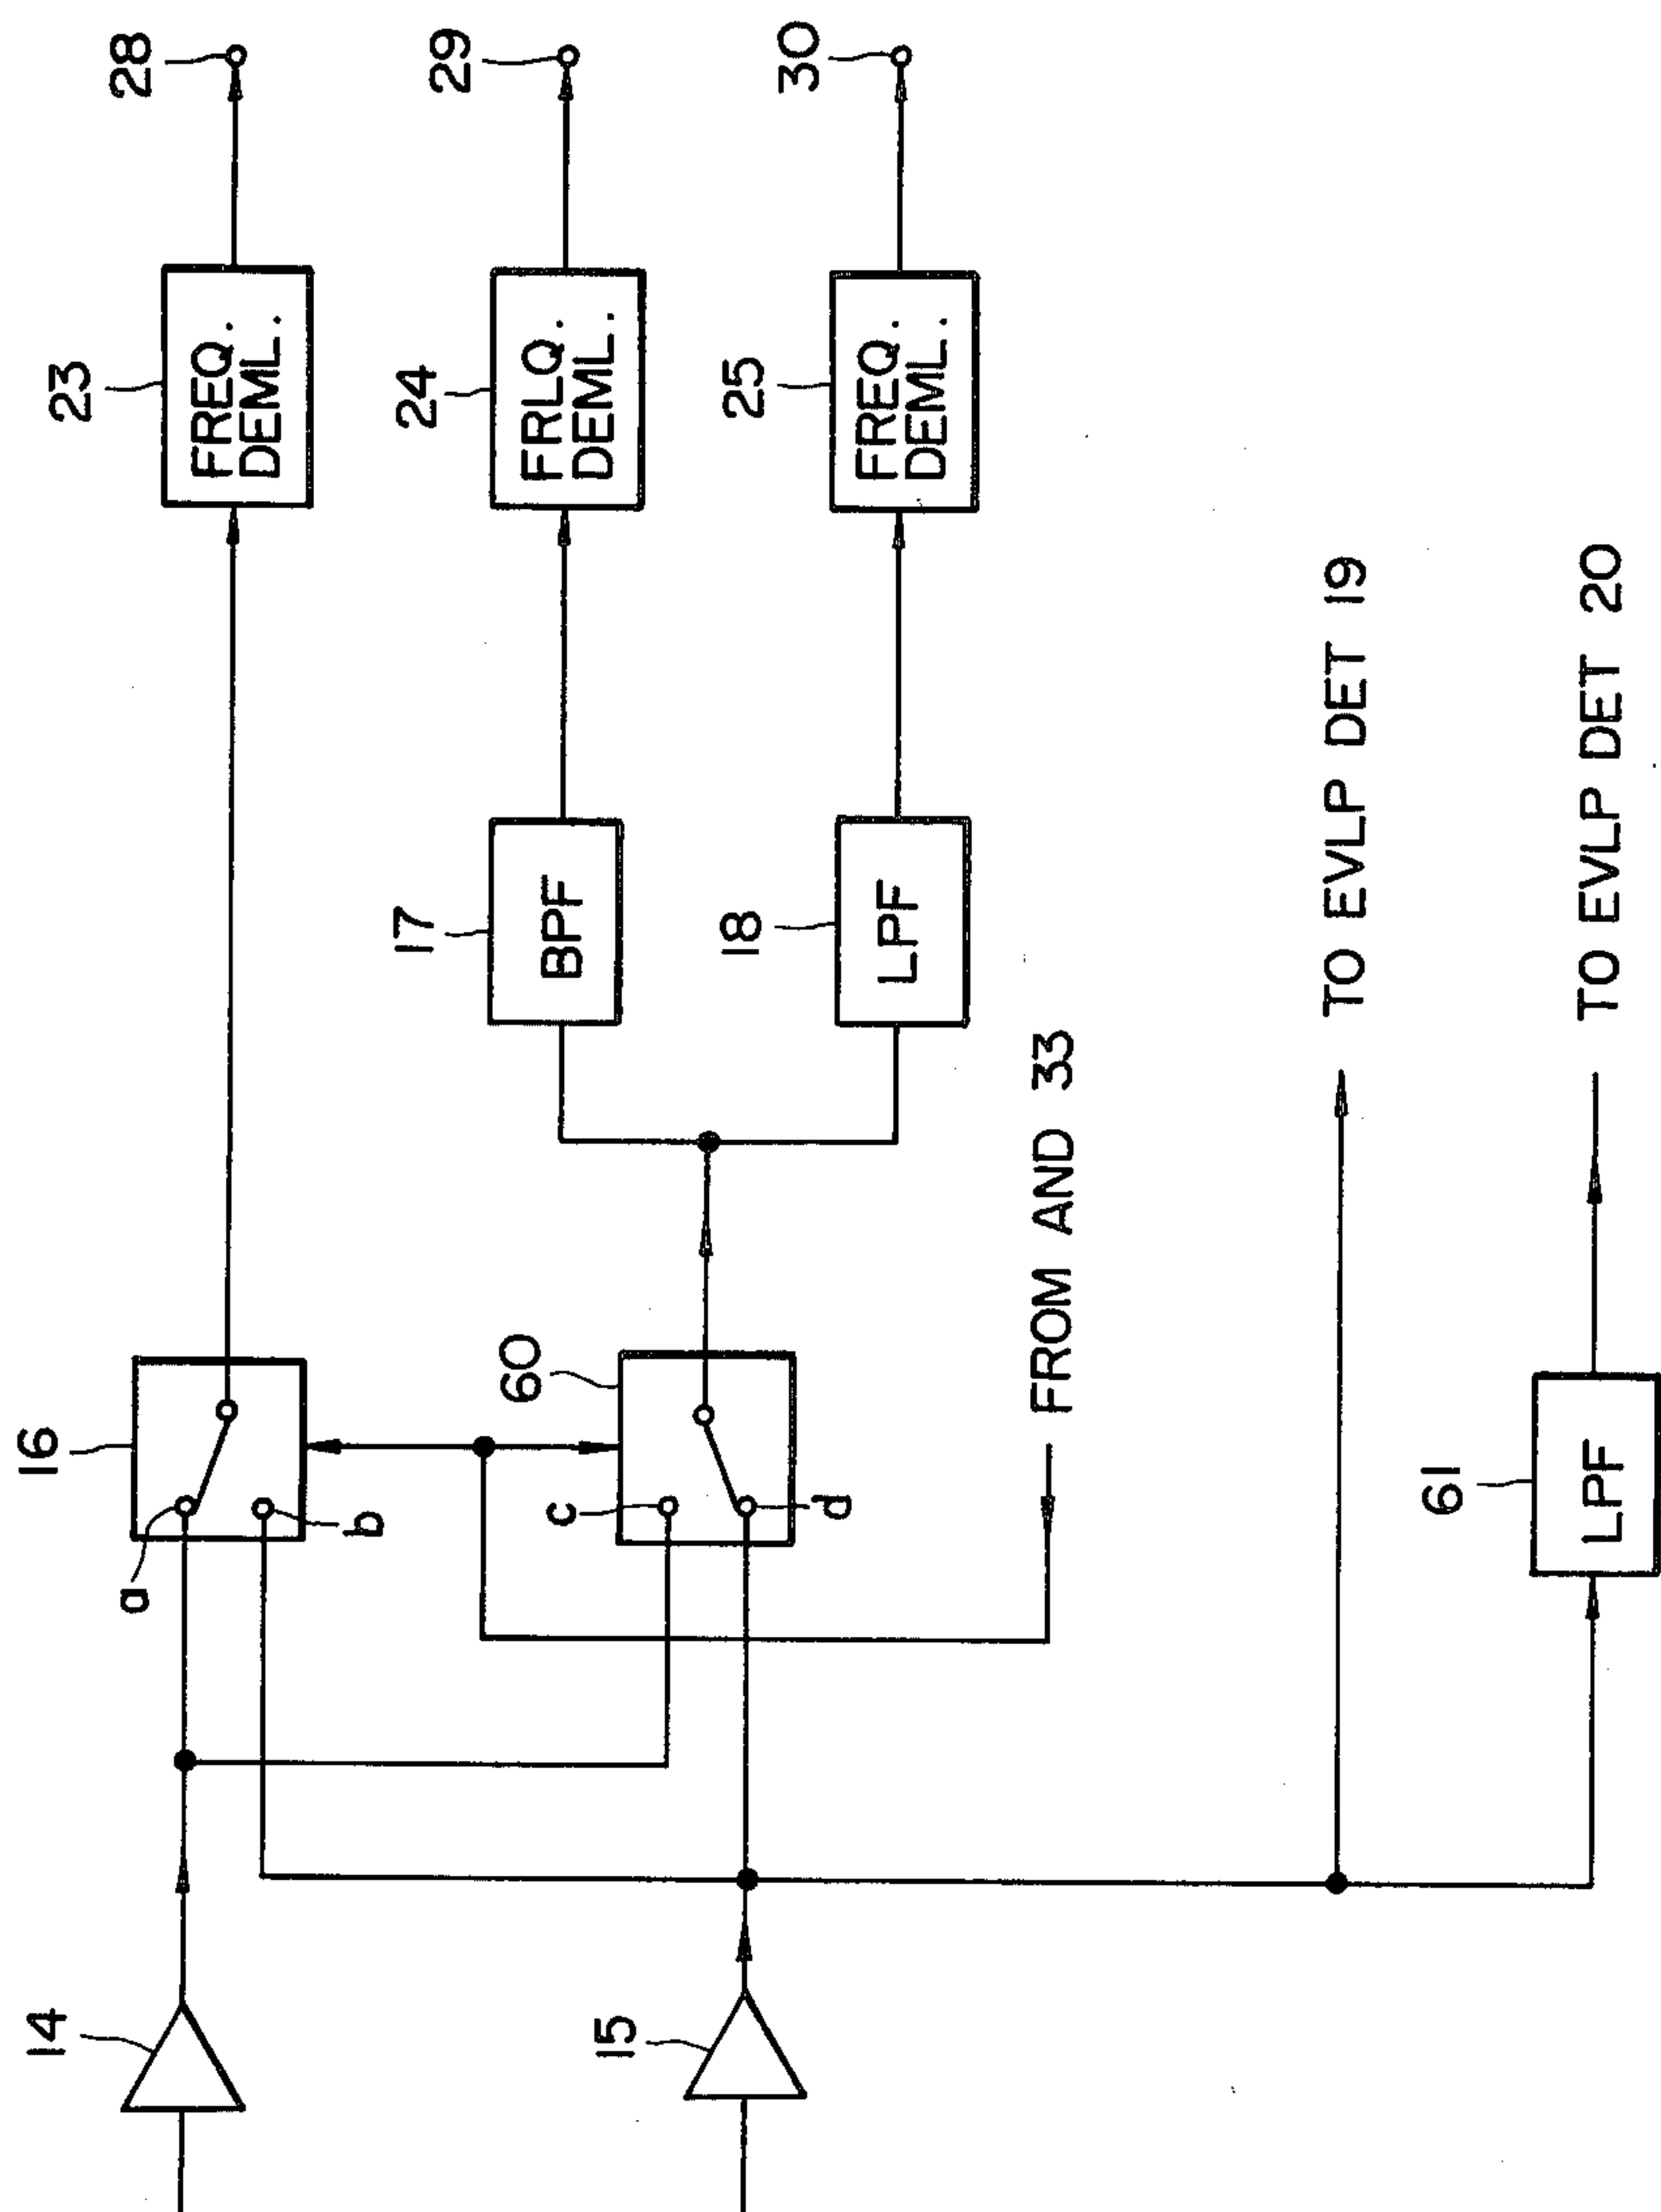 28
23
FREQ.
DEML.
16
a
b
14
29
24
FRLQ.
DEML.
17
BPF
60
c
d
15
30
25
FREQ.
DEML.
18
LPF
FROM AND 33
TO EVLP DET 19
TO EVLP DET 20
61
LPF